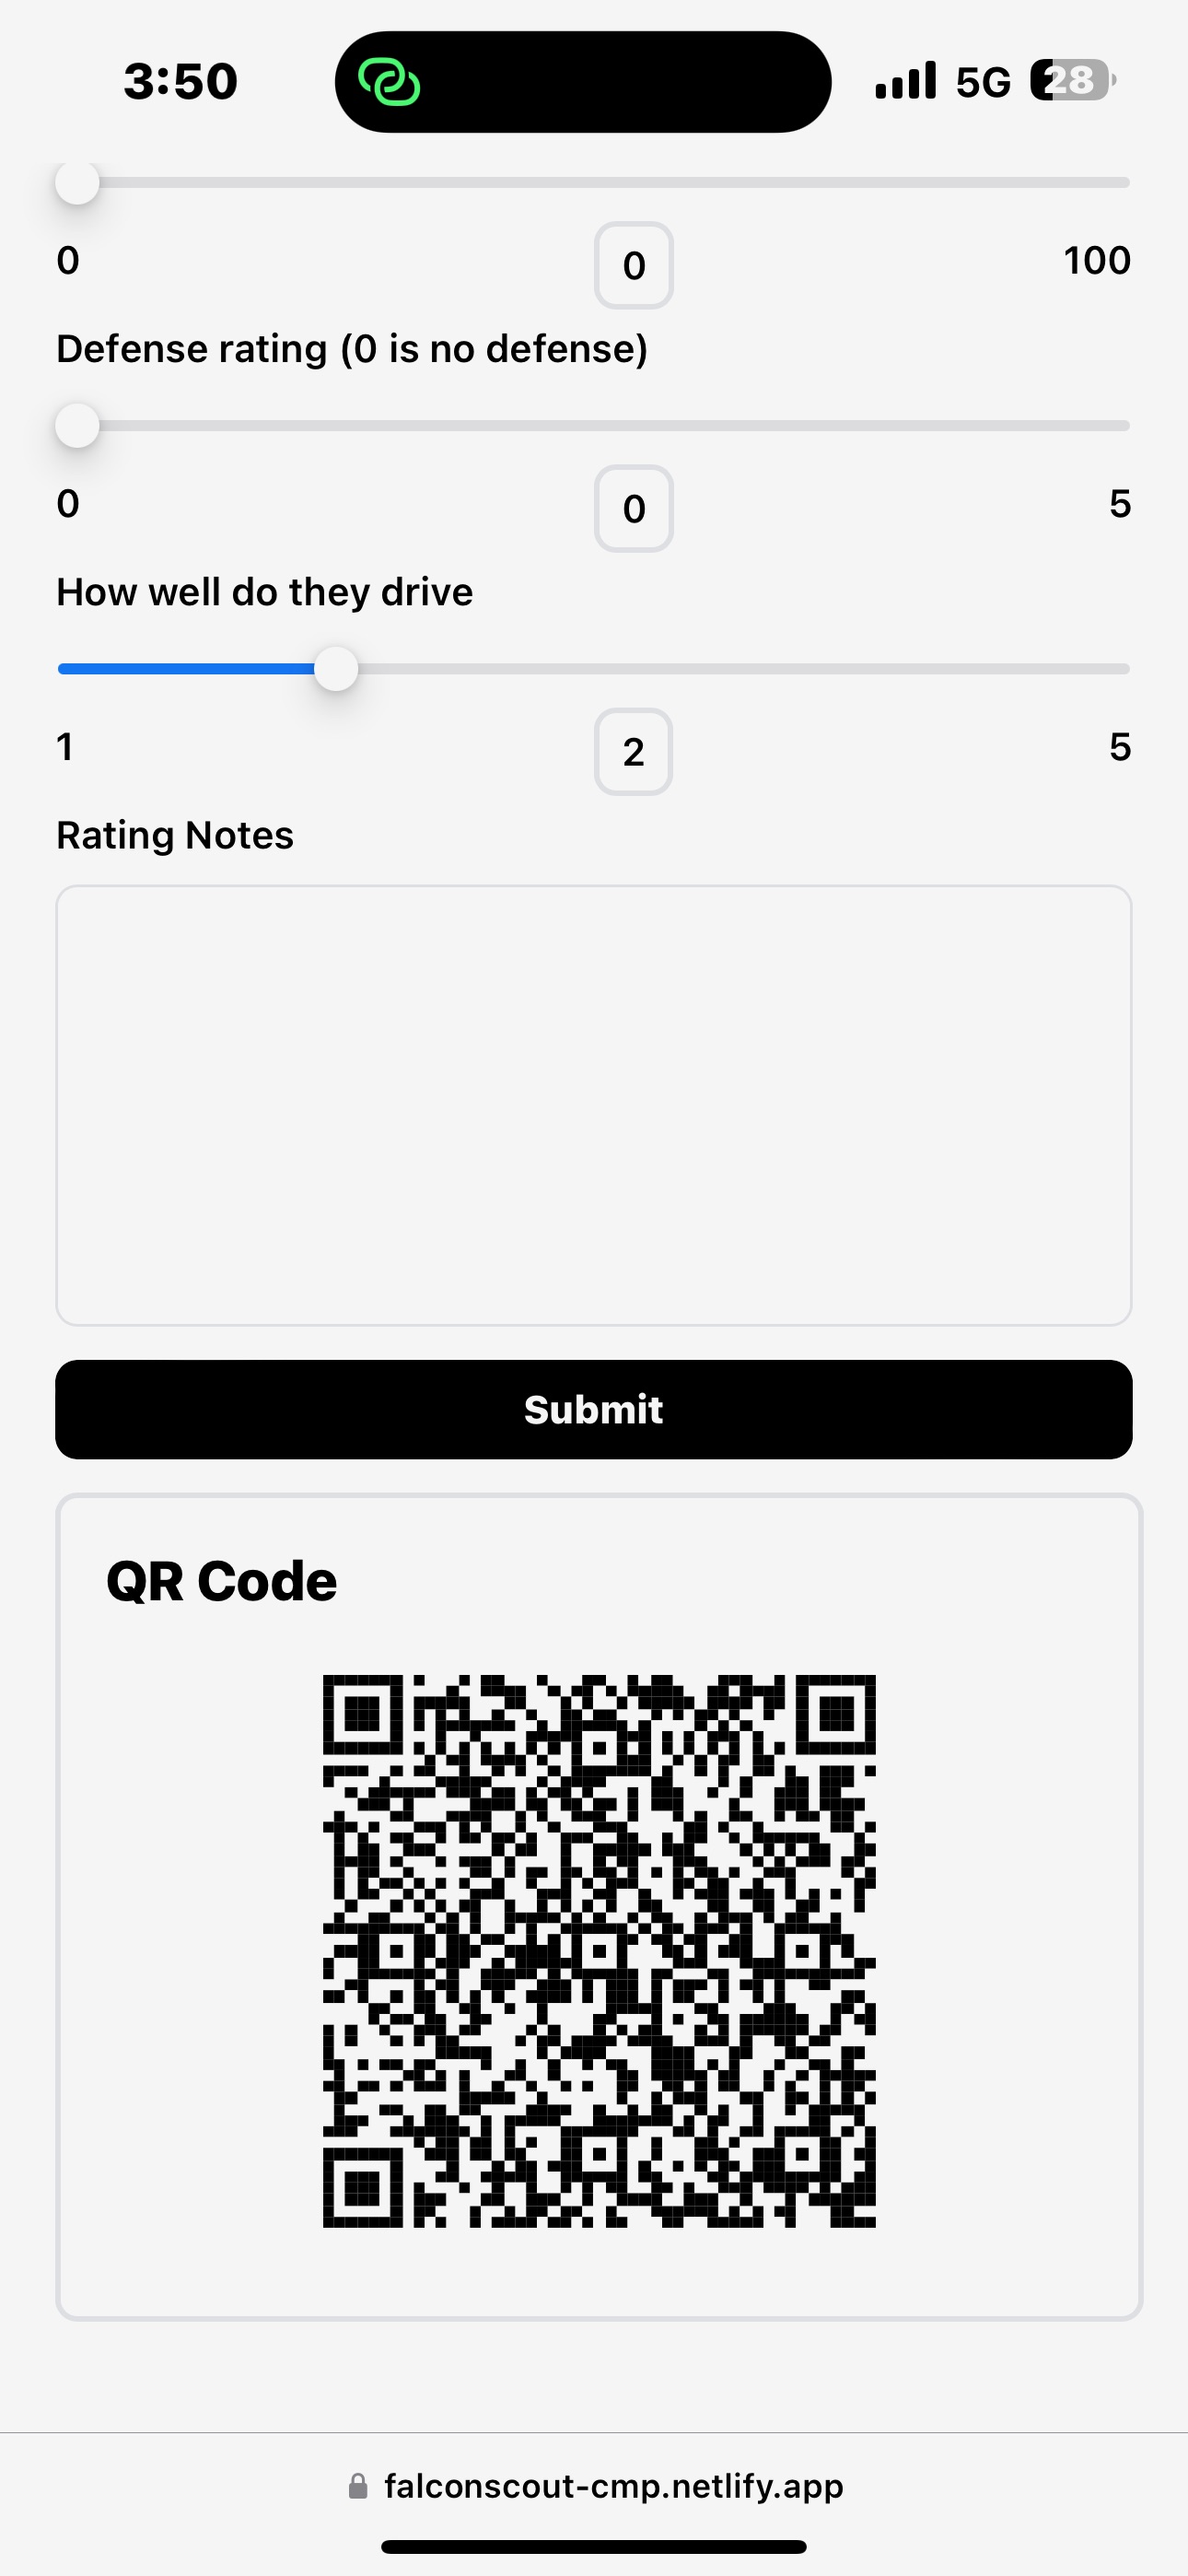 3:50 5G 28
0 0 100
Defense rating (0 is no defense)
0 0 5
How well do they drive
1 2 5
Rating Notes
Submit
QR Code
falconscout-cmp.netlify.app